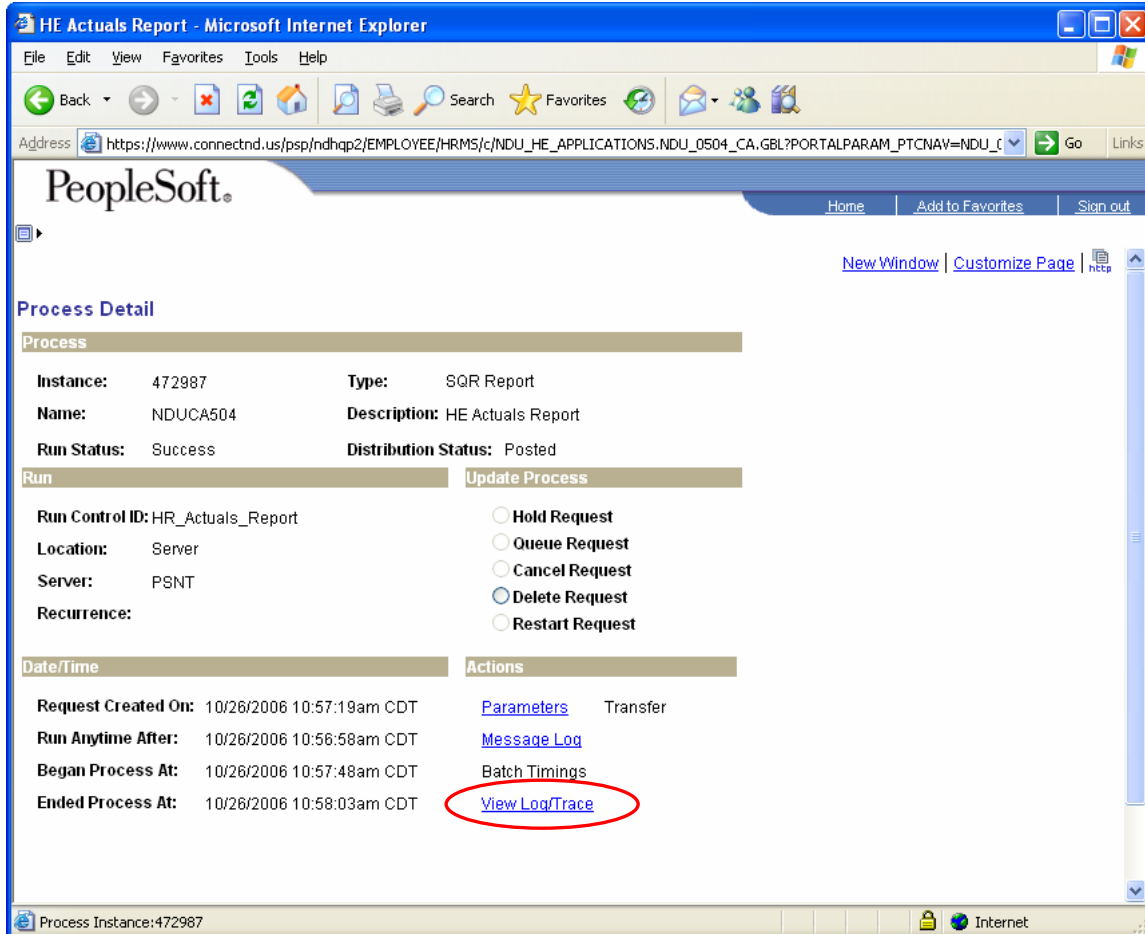 HE Actuals Report - Microsoft Internet Explorer
File Edit View Favorites Tools Help
Back Search Favorites
Address https://www.connectnd.us/psp/ndhqp2/EMPLOYEE/HRMS/c/NDU_HE_APPLICATIONS.NDU_0504_CA.GBL?PORTALPARAM_PTCNAV=NDU_( Go Links
PeopleSoft®
Home Add to Favorites Sign out
New Window | Customize Page | http
Process Detail
Process
Instance: 472987 Type: SQR Report
Name: NDUCA504 Description: HE Actuals Report
Run Status: Success Distribution Status: Posted
Run Update Process
Run Control ID: HR_Actuals_Report Hold Request
Location: Server Queue Request
Server: PSNT Cancel Request
Recurrence: Delete Request
Restart Request
Date/Time Actions
Request Created On: 10/26/2006 10:57:19am CDT Parameters Transfer
Run Anytime After: 10/26/2006 10:56:58am CDT Message Log
Began Process At: 10/26/2006 10:57:48am CDT Batch Timings
Ended Process At: 10/26/2006 10:58:03am CDT View Log/Trace
Process Instance:472987 Internet